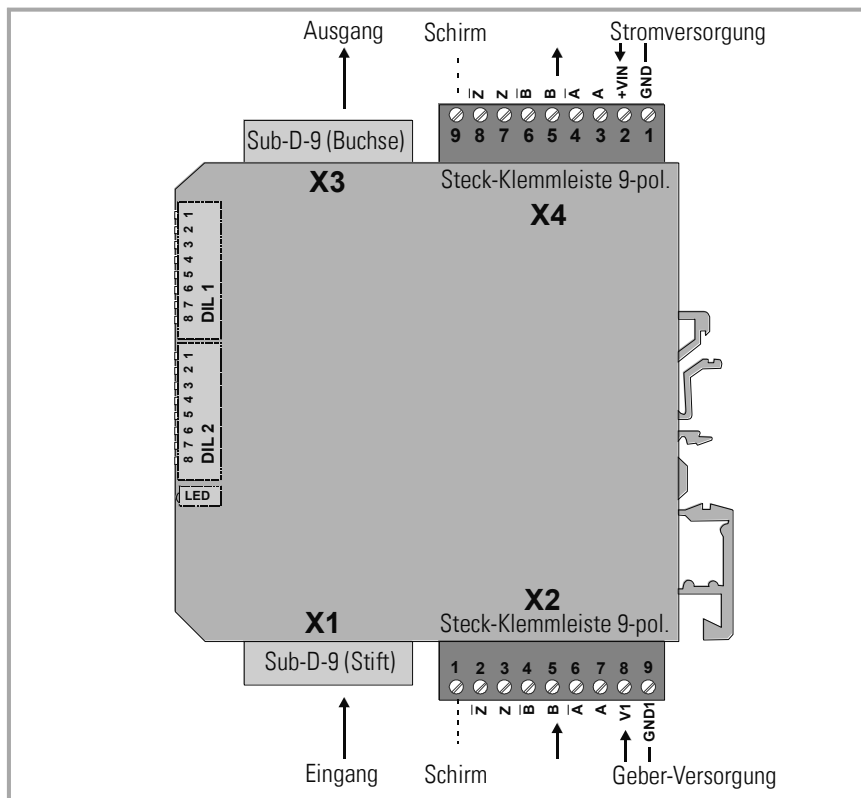 Ausgang Schirm Stromversorgung
Z̅ Z B̅ B A̅ A +VIN GND
9 8 7 6 5 4 3 2 1
Sub-D-9 (Buchse)
X3
Steck-Klemmleiste 9-pol.
X4
1 2 3 4 5 6 7 8
DIL 1
1 2 3 4 5 6 7 8
DIL 2
LED
X1
X2
Steck-Klemmleiste 9-pol.
Sub-D-9 (Stift)
1 2 3 4 5 6 7 8 9
Z̅ Z B̅ B A̅ A V1 GND1
Eingang Schirm Geber-Versorgung